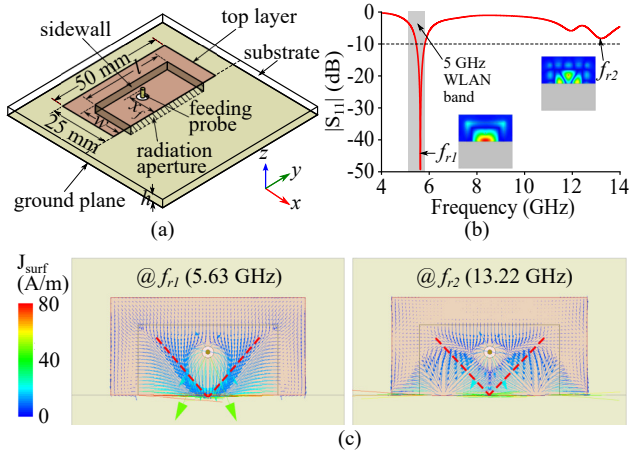 sidewall
top layer
substrate
50 mm
l
w
x_f
25 mm
feeding
probe
radiation
aperture
ground plane
h
z
y
x
(a)
|S11| (dB)
0
-10
-20
-30
-40
-50
5 GHz
WLAN
band
fr1
fr2
4 6 8 10 12 14
Frequency (GHz)
(b)
J_surf
(A/m)
80
40
0
@ fr1 (5.63 GHz)
@ fr2 (13.22 GHz)
(c)